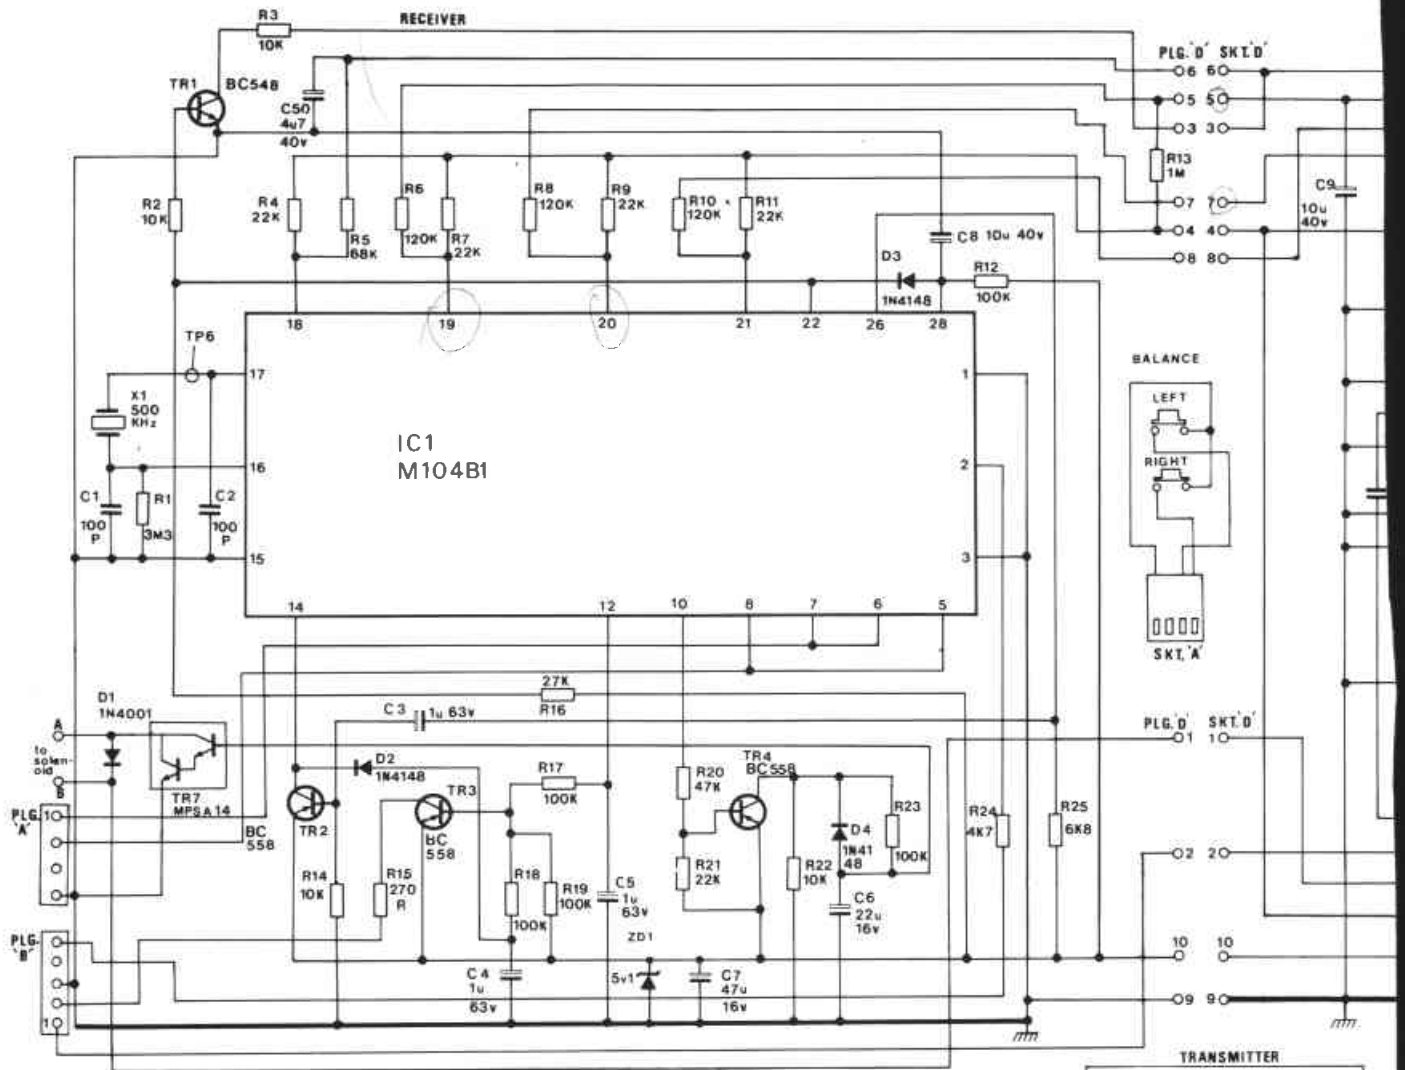 RECEIVER
R3
10K
PLG.'D' SKT.'D'
TR1 BC548
6 6
C50
4u7
40v
5 5
3 3
R13
1M
R2
10K
R4
22K
R5
68K
R6
120K
R7
22K
R8
120K
R9
22K
R10
120K
R11
22K
C9
10u
40v
7 7
4 4
8 8
C8 10u 40v
D3
1N4148
R12
100K
18 19 20 21 22 26 28
TP6
17
1
BALANCE
X1
500
KHz
LEFT
IC1
M104B1
16
2
RIGHT
C1
100
P
R1
3M3
C2
100
P
15
3
14 12 10 8 7 6 5
SKT.'A'
27K
R16
D1
1N4001
C3 1u 63v
PLG.'D' SKT.'D'
1 1
A
to
solen-
oid
B
D2
1N4148
TR7
MPSA14
TR2
BC
558
TR3
BC
558
R17
100K
R20
47K
TR4
BC558
R23
100K
R24
4K7
R25
6K8
PLG.
'A'
1
D4
1N41
48
2 2
R14
10K
R15
270
R
R18
100K
R19
100K
C5
1u
63v
R21
22K
R22
10K
C6
22u
16v
PLG.
'B'
ZD1
10 10
C4
1u
63v
5v1
C7
47u
16v
9 9
1
TRANSMITTER